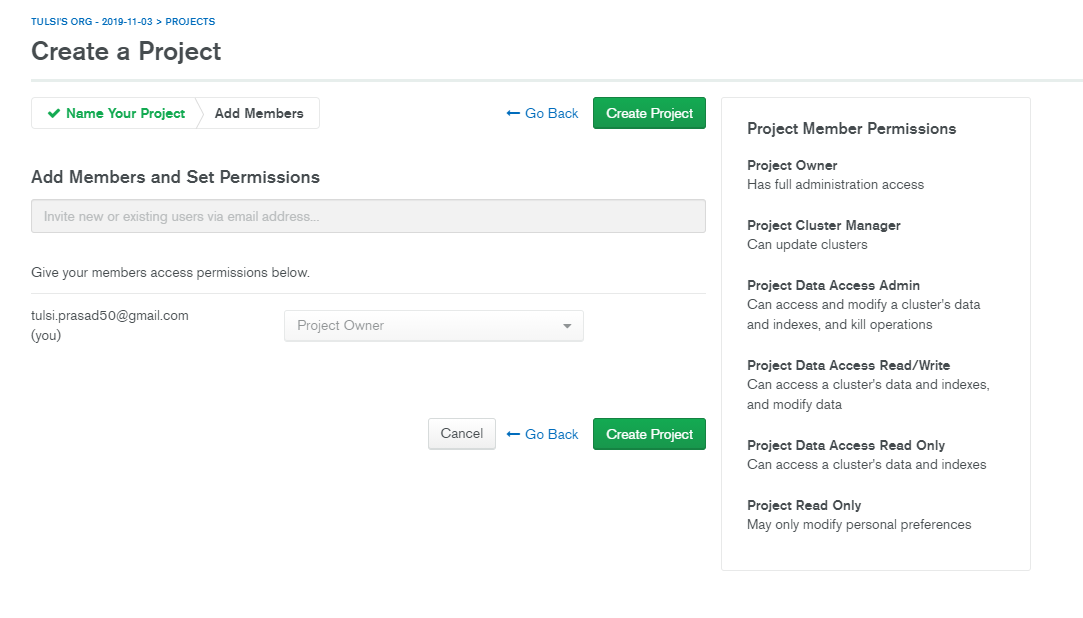 TULSI'S ORG - 2019-11-03 > PROJECTS
Create a Project
Name Your Project
Add Members
Go Back
Create Project
Add Members and Set Permissions
Invite new or existing users via email address...
Give your members access permissions below.
tulsi.prasad50@gmail.com
(you)
Project Owner
Cancel
Go Back
Create Project
Project Member Permissions
Project Owner
Has full administration access
Project Cluster Manager
Can update clusters
Project Data Access Admin
Can access and modify a cluster's data
and indexes, and kill operations
Project Data Access Read/Write
Can access a cluster's data and indexes,
and modify data
Project Data Access Read Only
Can access a cluster's data and indexes
Project Read Only
May only modify personal preferences